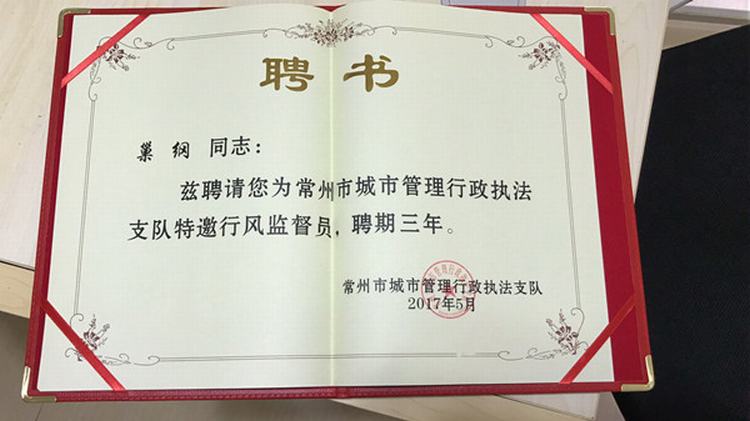 聘书
巢纲 同志：
兹聘请您为常州市城市管理行政执法
支队特邀行风监督员，聘期三年。
常州市城市管理行政执法支队
2017年5月